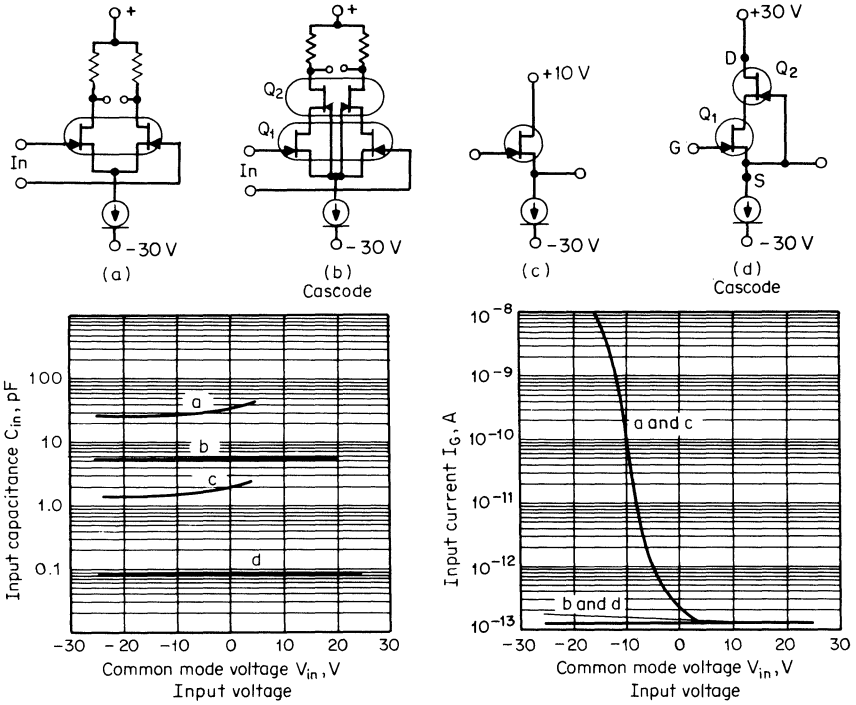 +
In
−30 V
(a)
+
Q₂
Q₁
In
−30 V
(b)
Cascode
+10 V
−30 V
(c)
+30 V
D
Q₂
Q₁
G
S
−30 V
(d)
Cascode
Input capacitance Cᵢₙ, pF
100
10
1.0
0.1
a
b
c
d
−30 −20 −10 0 10 20 30
Common mode voltage Vᵢₙ, V
Input voltage
Input current I_G, A
10⁻⁸
10⁻⁹
10⁻¹⁰
10⁻¹¹
10⁻¹²
10⁻¹³
a and c
b and d
−30 −20 −10 0 10 20 30
Common mode voltage Vᵢₙ, V
Input voltage